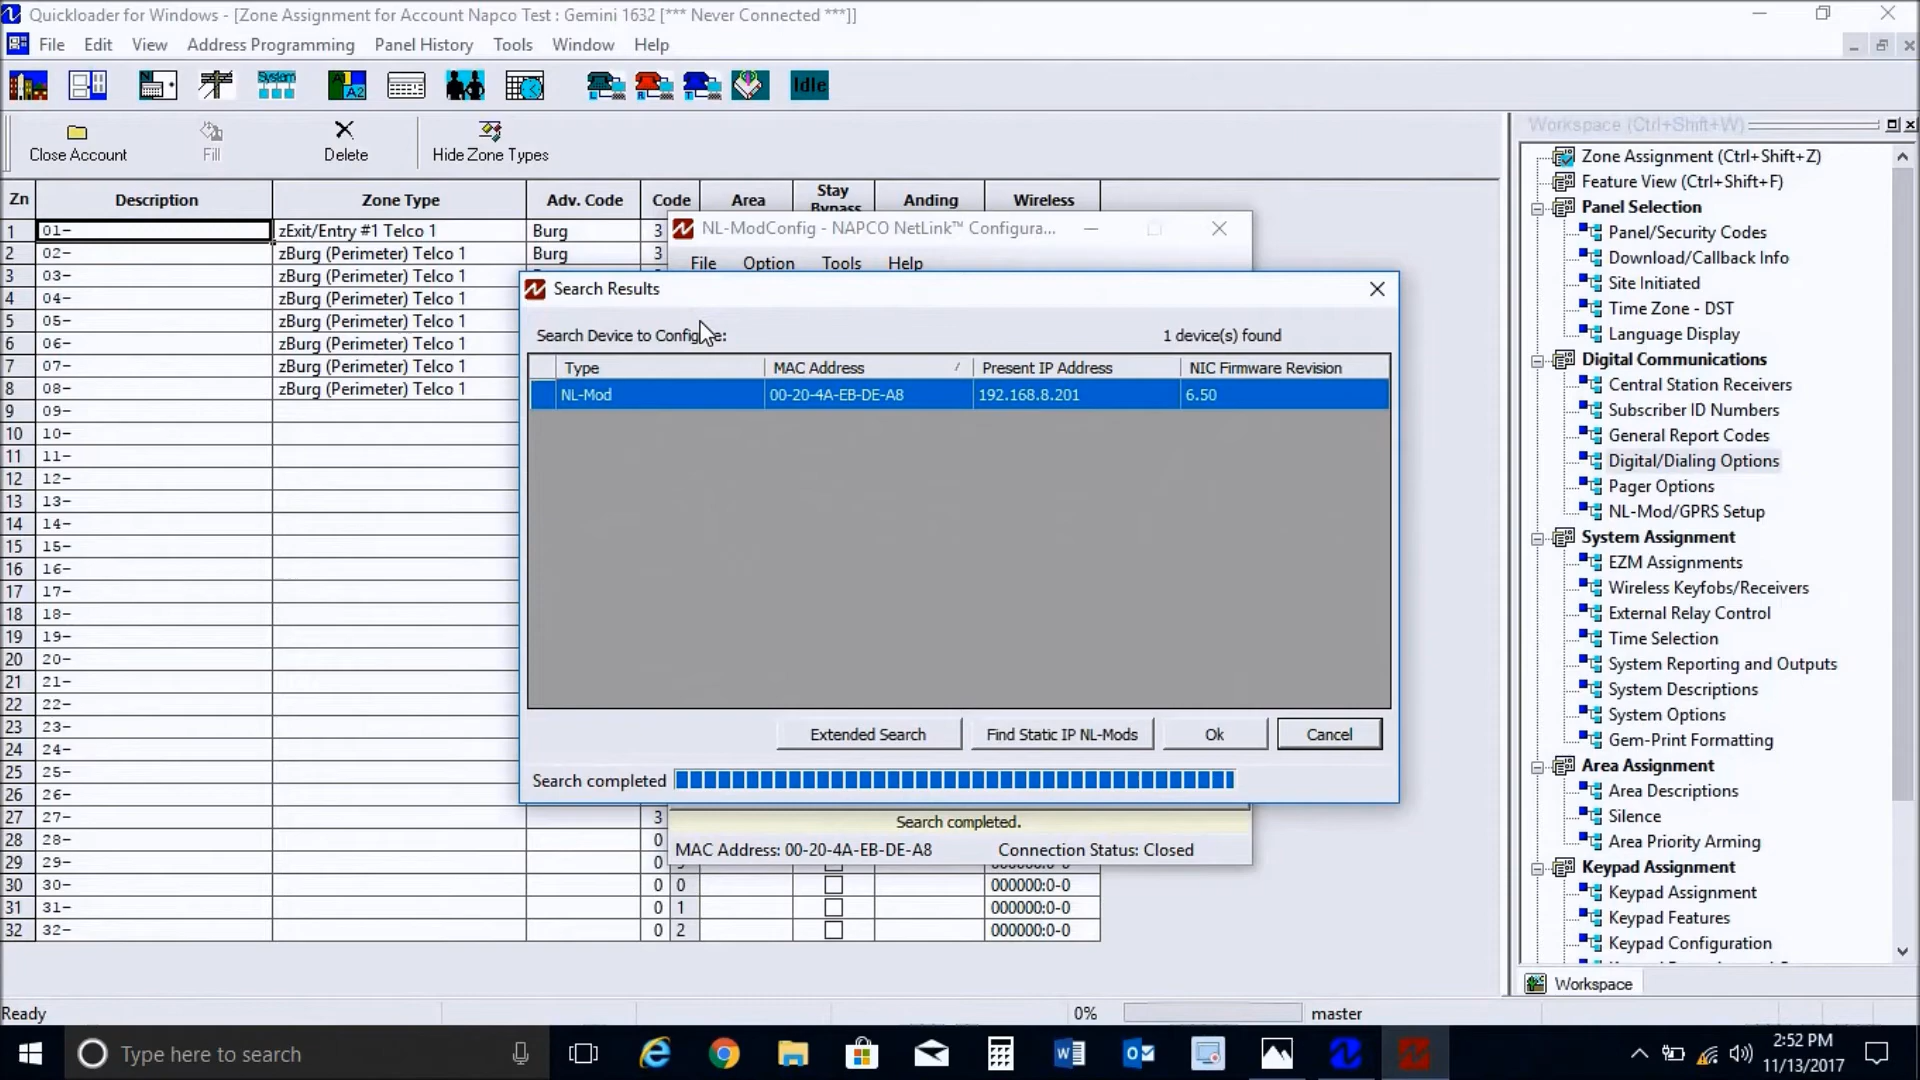 Quickloader for Windows - [Zone Assignment for Account Napco Test : Gemini 1632 [*** Never Connected ***]]
File Edit View Address Programming Panel History Tools Window Help
System A1 A2 L R T Idle
Close Account Fill Delete Hide Zone Types
Workspace (Ctrl+Shift+W)
Zn Description Zone Type Adv. Code Code Area Stay Bypass Anding Wireless
1 01- zExit/Entry #1 Telco 1 Burg 3
2 02- zBurg (Perimeter) Telco 1 Burg 3
3 03- zBurg (Perimeter) Telco 1
4 04- zBurg (Perimeter) Telco 1
5 05- zBurg (Perimeter) Telco 1
6 06- zBurg (Perimeter) Telco 1
7 07- zBurg (Perimeter) Telco 1
8 08- zBurg (Perimeter) Telco 1
9 09-
10 10-
11 11-
12 12-
13 13-
14 14-
15 15-
16 16-
17 17-
18 18-
19 19-
20 20-
21 21-
22 22-
23 23-
24 24-
25 25-
26 26-
27 27- 3
28 28- 0
29 29- 0
30 30- 0 0 000000:0-0
31 31- 0 1 000000:0-0
32 32- 0 2 000000:0-0
NL-ModConfig - NAPCO NetLink™ Configura...
File Option Tools Help
Search Results
Search Device to Configure: 1 device(s) found
Type MAC Address Present IP Address NIC Firmware Revision
NL-Mod 00-20-4A-EB-DE-A8 192.168.8.201 6.50
Extended Search Find Static IP NL-Mods Ok Cancel
Search completed
Search completed.
MAC Address: 00-20-4A-EB-DE-A8 Connection Status: Closed
Zone Assignment (Ctrl+Shift+Z)
Feature View (Ctrl+Shift+F)
Panel Selection
Panel/Security Codes
Download/Callback Info
Site Initiated
Time Zone - DST
Language Display
Digital Communications
Central Station Receivers
Subscriber ID Numbers
General Report Codes
Digital/Dialing Options
Pager Options
NL-Mod/GPRS Setup
System Assignment
EZM Assignments
Wireless Keyfobs/Receivers
External Relay Control
Time Selection
System Reporting and Outputs
System Descriptions
System Options
Gem-Print Formatting
Area Assignment
Area Descriptions
Silence
Area Priority Arming
Keypad Assignment
Keypad Assignment
Keypad Features
Keypad Configuration
Workspace
Ready 0% master
Type here to search
2:52 PM
11/13/2017